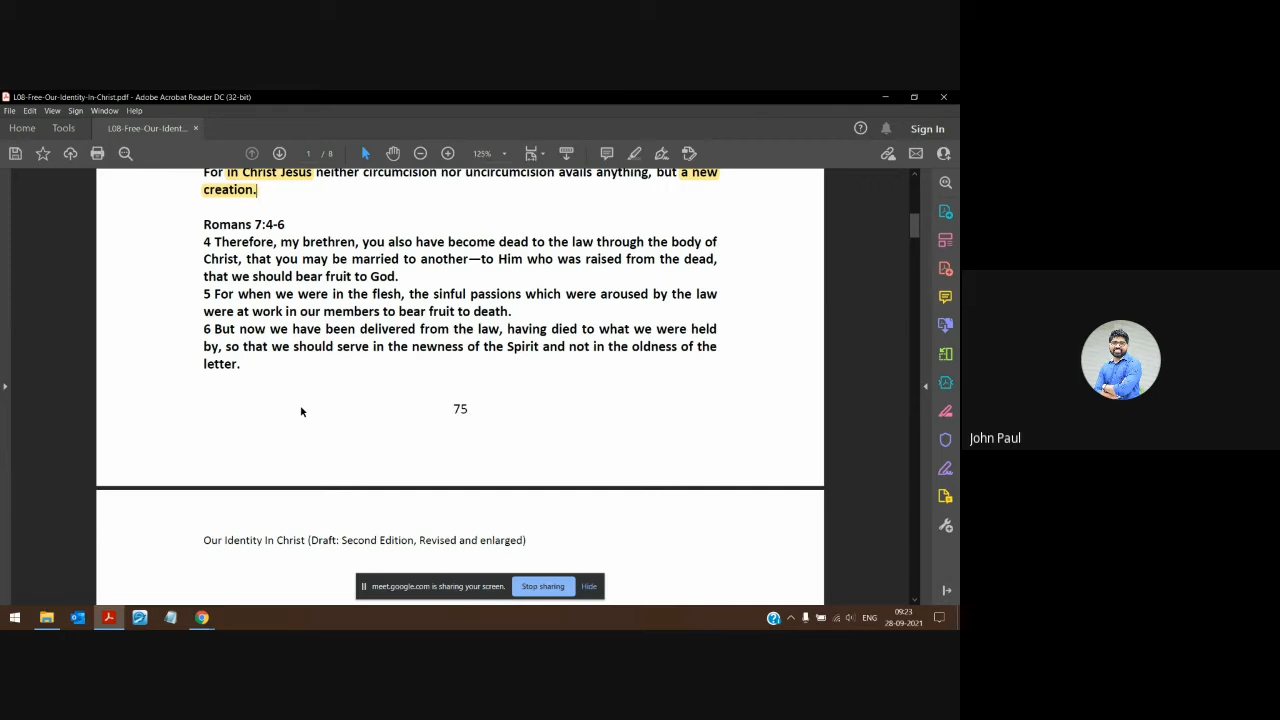 L08-Free-Our-Identity-In-Christ.pdf - Adobe Acrobat Reader DC (32-bit)
File Edit View Sign Window Help
Home Tools L08-Free-Our-Ident... × Sign In
1 / 8 125%
For in Christ Jesus neither circumcision nor uncircumcision avails anything, but a new
creation.
Romans 7:4-6
4 Therefore, my brethren, you also have become dead to the law through the body of
Christ, that you may be married to another—to Him who was raised from the dead,
that we should bear fruit to God.
5 For when we were in the flesh, the sinful passions which were aroused by the law
were at work in our members to bear fruit to death.
6 But now we have been delivered from the law, having died to what we were held
by, so that we should serve in the newness of the Spirit and not in the oldness of the
letter.
75
John Paul
Our Identity In Christ (Draft: Second Edition, Revised and enlarged)
meet.google.com is sharing your screen. Stop sharing Hide
ENG 09:23
28-09-2021